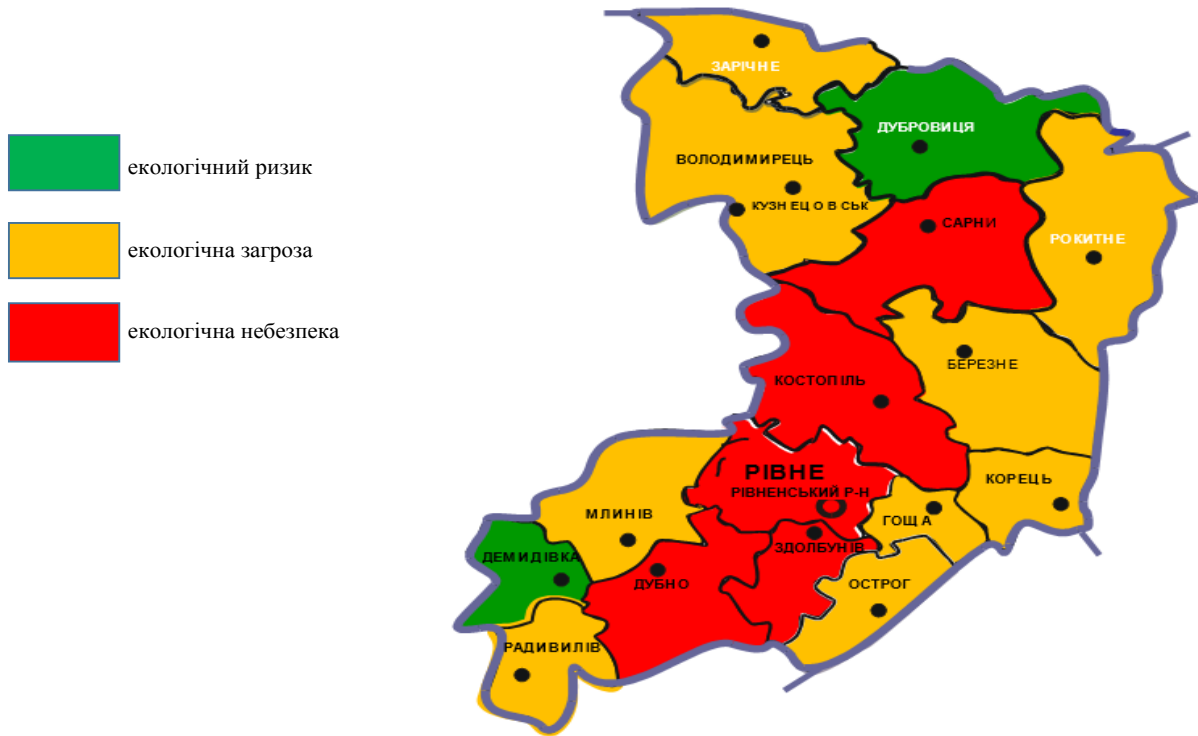 екологічний ризик
екологічна загроза
екологічна небезпека
ЗАРІЧНЕ
ДУБРОВИЦЯ
ВОЛОДИМИРЕЦЬ
КУЗНЕЦОВСЬК
САРНИ
РОКИТНЕ
БЕРЕЗНЕ
КОСТОПІЛЬ
РІВНЕ
РІВНЕНСЬКИЙ Р-Н
КОРЕЦЬ
ГОЩА
МЛИНІВ
ЗДОЛБУНІВ
ДЕМИДІВКА
ДУБНО
ОСТРОГ
РАДИВИЛІВ